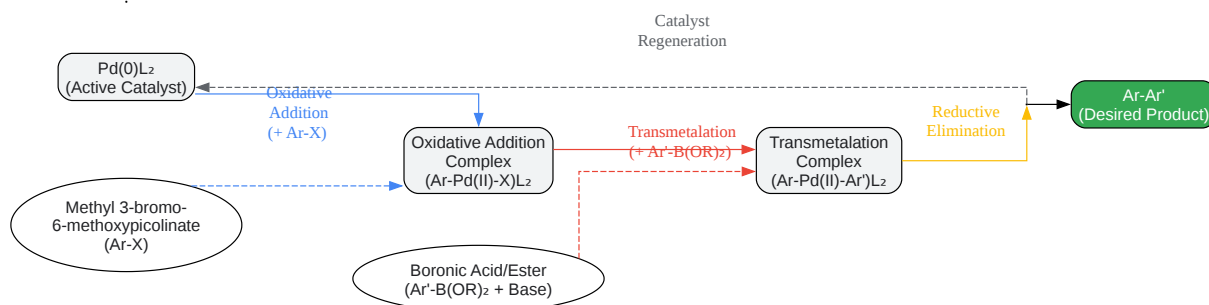 Catalyst
Regeneration
Pd(0)L₂
(Active Catalyst)
Oxidative
Addition
(+ Ar-X)
Oxidative Addition
Complex
(Ar-Pd(II)-X)L₂
Transmetalation
(+ Ar'-B(OR)₂)
Transmetalation
Complex
(Ar-Pd(II)-Ar')L₂
Reductive
Elimination
Ar-Ar'
(Desired Product)
Methyl 3-bromo-
6-methoxypicolinate
(Ar-X)
Boronic Acid/Ester
(Ar'-B(OR)₂ + Base)